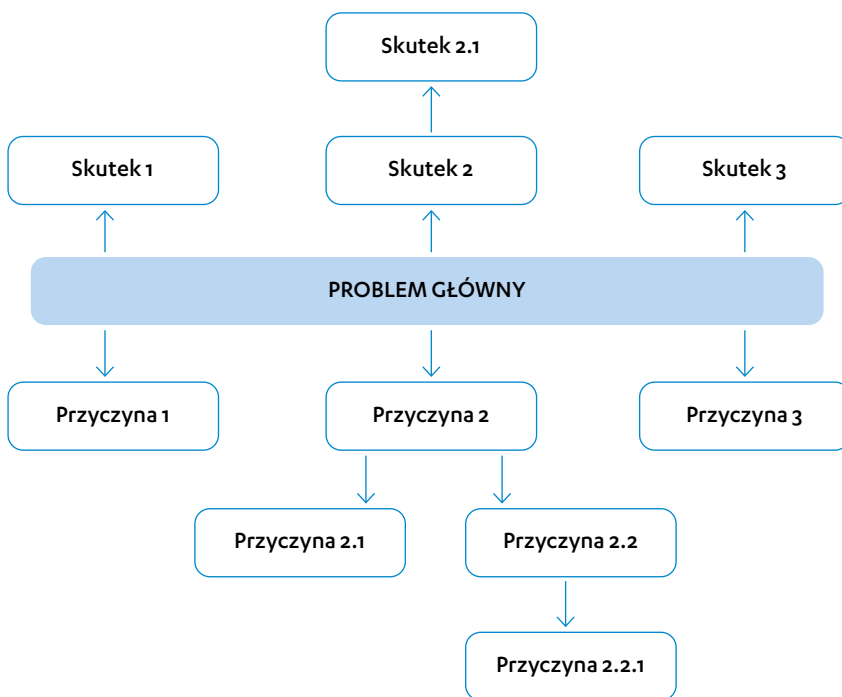 Skutek 2.1
Skutek 1
Skutek 2
Skutek 3
PROBLEM GŁÓWNY
Przyczyna 1
Przyczyna 2
Przyczyna 3
Przyczyna 2.1
Przyczyna 2.2
Przyczyna 2.2.1